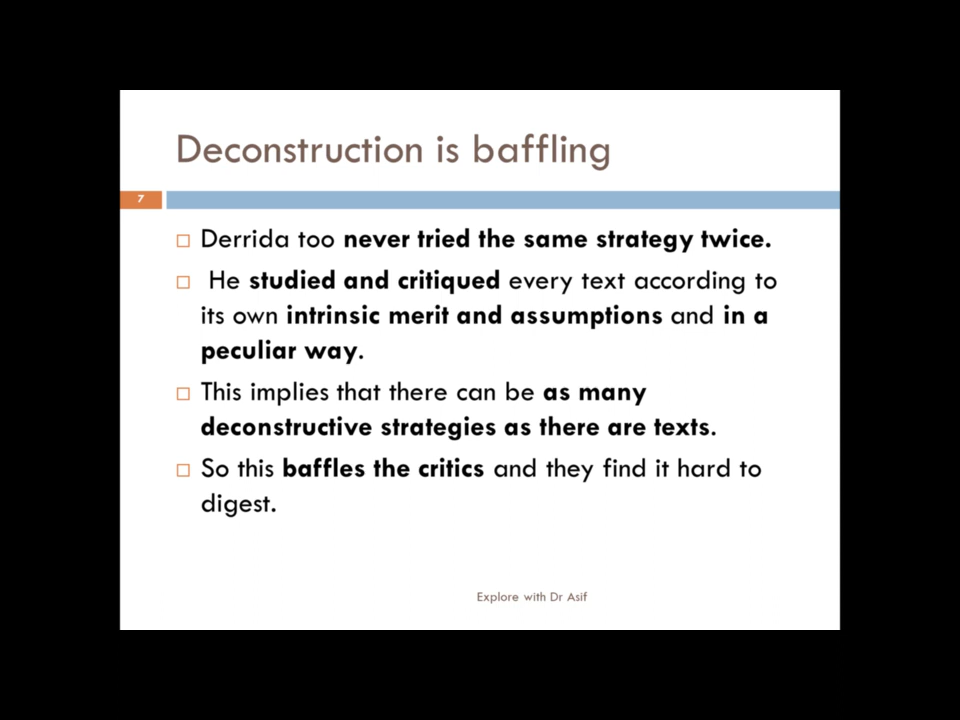 Deconstruction is baffling
7
Derrida too never tried the same strategy twice.
He studied and critiqued every text according to
its own intrinsic merit and assumptions and in a
peculiar way.
This implies that there can be as many
deconstructive strategies as there are texts.
So this baffles the critics and they find it hard to
digest.
Explore with Dr Asif